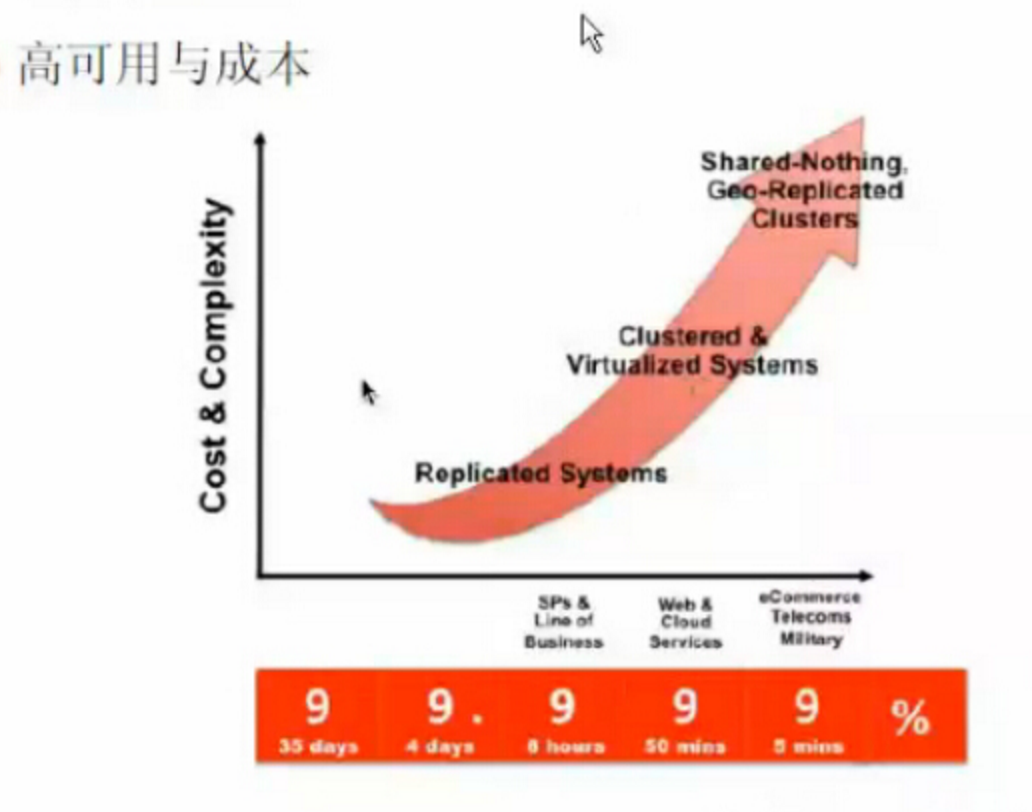 高可用与成本
Cost & Complexity
Shared-Nothing,
Geo-Replicated
Clusters
Clustered &
Virtualized Systems
Replicated Systems
SPs &
Line of
Business
Web &
Cloud
Services
eCommerce
Telecoms
Military
9 9 . 9 9 9 %
35 days 4 days 8 hours 50 mins 5 mins